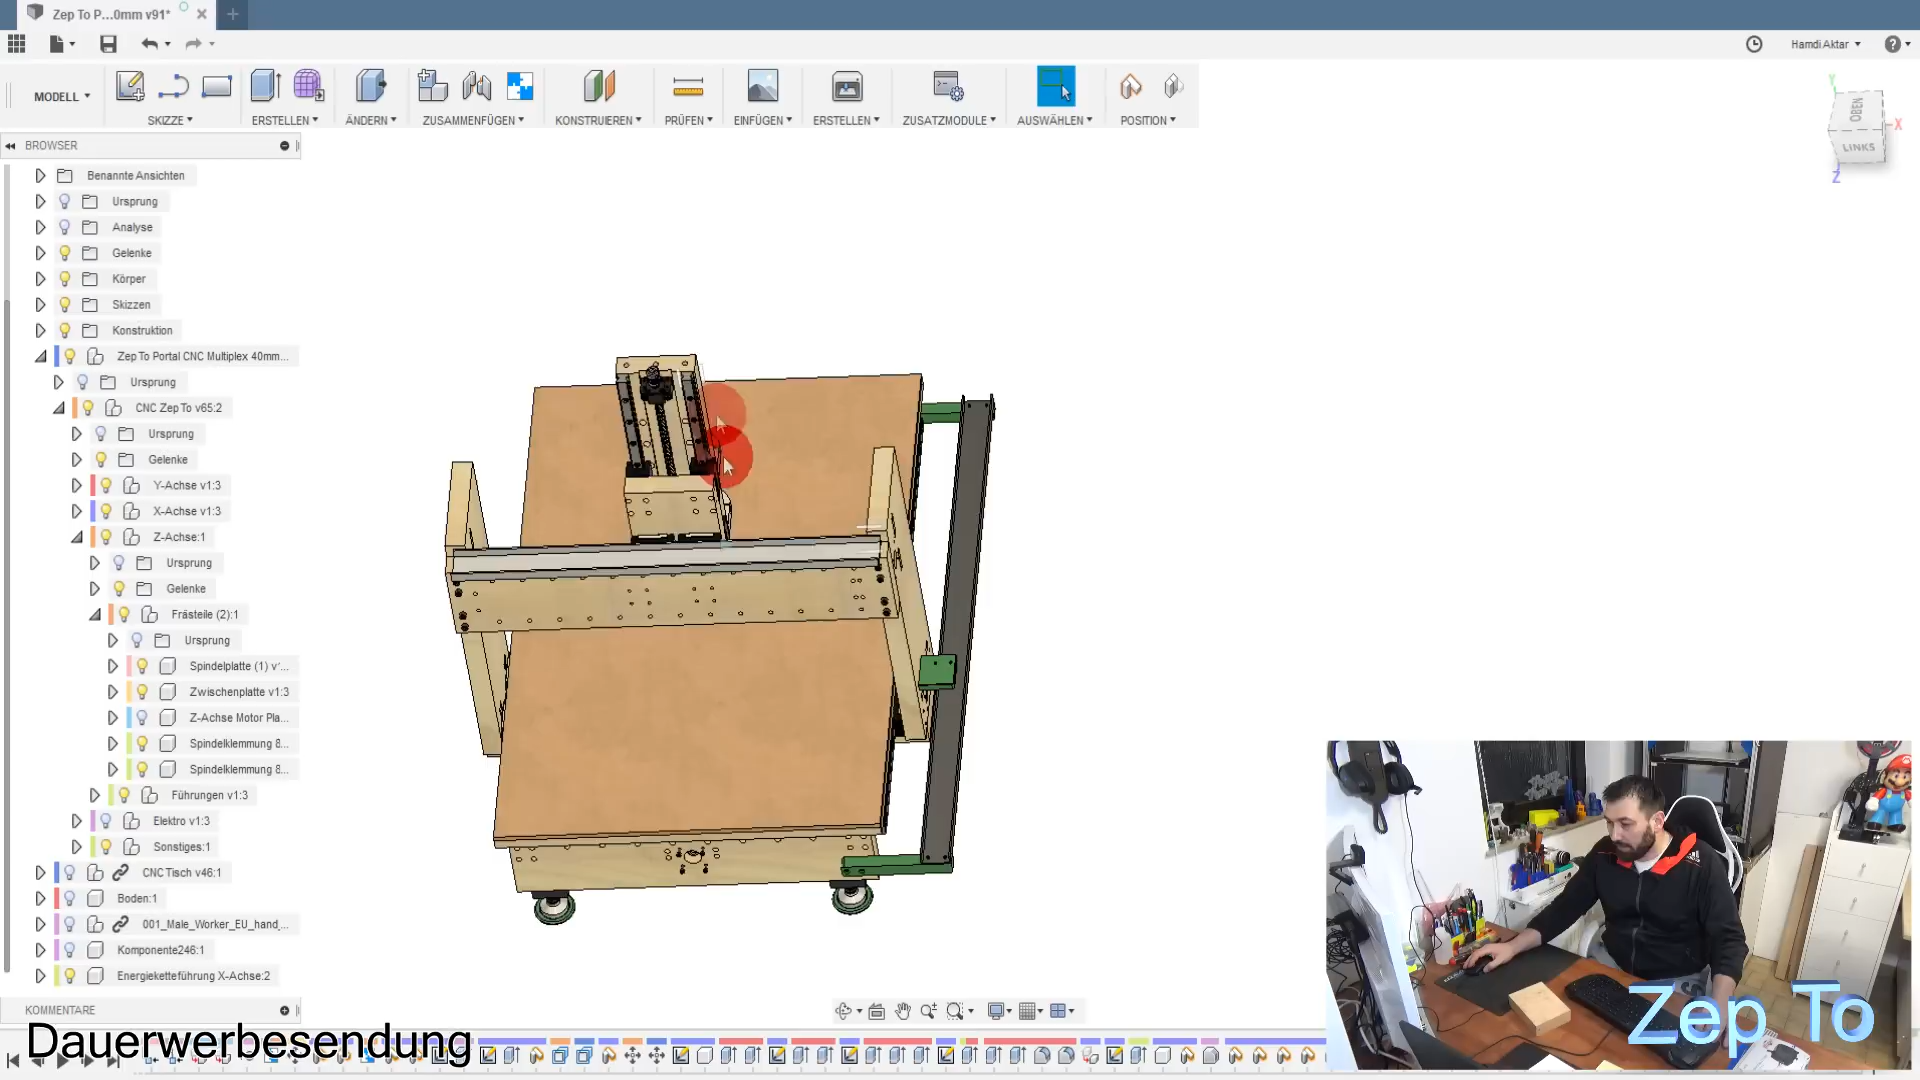 Zep To P...0mm v91*
Hamdi Aktar
MODELL
SKIZZE
ERSTELLEN
ÄNDERN
ZUSAMMENFÜGEN
KONSTRUIEREN
PRÜFEN
EINFÜGEN
ERSTELLEN
ZUSATZMODULE
AUSWÄHLEN
POSITION
Y
OBEN
X
LINKS
Z
BROWSER
Benannte Ansichten
Ursprung
Analyse
Gelenke
Körper
Skizzen
Konstruktion
Zep To Portal CNC Multiplex 40mm...
Ursprung
CNC Zep To v65:2
Ursprung
Gelenke
Y-Achse v1:3
X-Achse v1:3
Z-Achse:1
Ursprung
Gelenke
Frästeile (2):1
Ursprung
Spindelplatte (1) v'...
Zwischenplatte v1:3
Z-Achse Motor Pla...
Spindelklemmung 8...
Spindelklemmung 8...
Führungen v1:3
Elektro v1:3
Sonstiges:1
CNC Tisch v46:1
Boden:1
001_Male_Worker_EU_hand_...
Komponente246:1
Energieketteführung X-Achse:2
KOMMENTARE
Dauerwerbesendung
Zep To